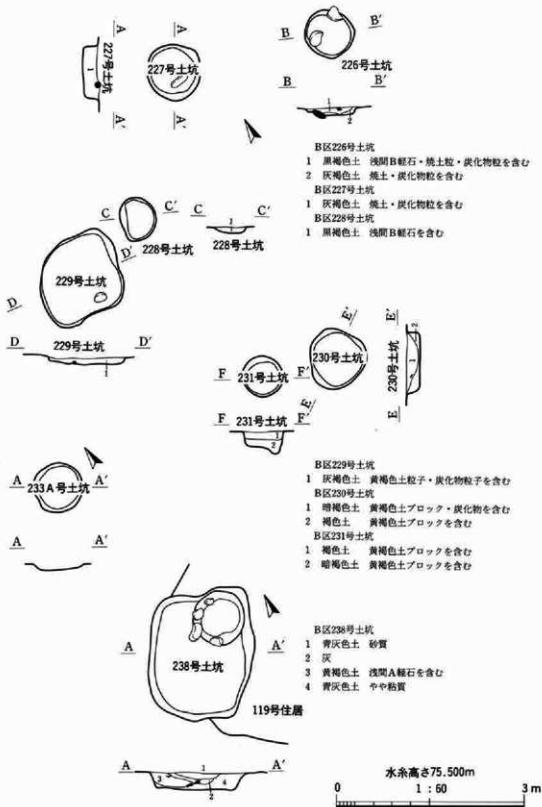 A
227号土坑
1
A'
A
227号土坑
A'
B
B'
226号土坑
B
B'
1
2
B区226号土坑
1 黒褐色土 浅間B軽石・焼土粒・炭化物粒を含む
2 灰褐色土 焼土・炭化物粒を含む
B区227号土坑
1 灰褐色土 焼土・炭化物粒を含む
B区228号土坑
1 黒褐色土 浅間B軽石を含む
C
C'
228号土坑
C
C'
1
228号土坑
D'
229号土坑
D
D
229号土坑
D'
1
E'
230号土坑
E
F
231号土坑
F'
F
231号土坑
F'
1
2
E'
2
1
230号土坑
E
B区229号土坑
1 灰褐色土 黄褐色土粒子・炭化物粒子を含む
B区230号土坑
1 暗褐色土 黄褐色土ブロック・炭化物を含む
2 褐色土 黄褐色土ブロックを含む
B区231号土坑
1 褐色土 黄褐色土ブロックを含む
2 暗褐色土 黄褐色土ブロックを含む
A
233A号土坑
A'
A
A'
A
238号土坑
A'
119号住居
A
A'
1
3
4
2
B区238号土坑
1 青灰色土 砂質
2 灰
3 黄褐色土 浅間A軽石を含む
4 青灰色土 やや粘質
水糸高さ75.500m
0
1:60
3m